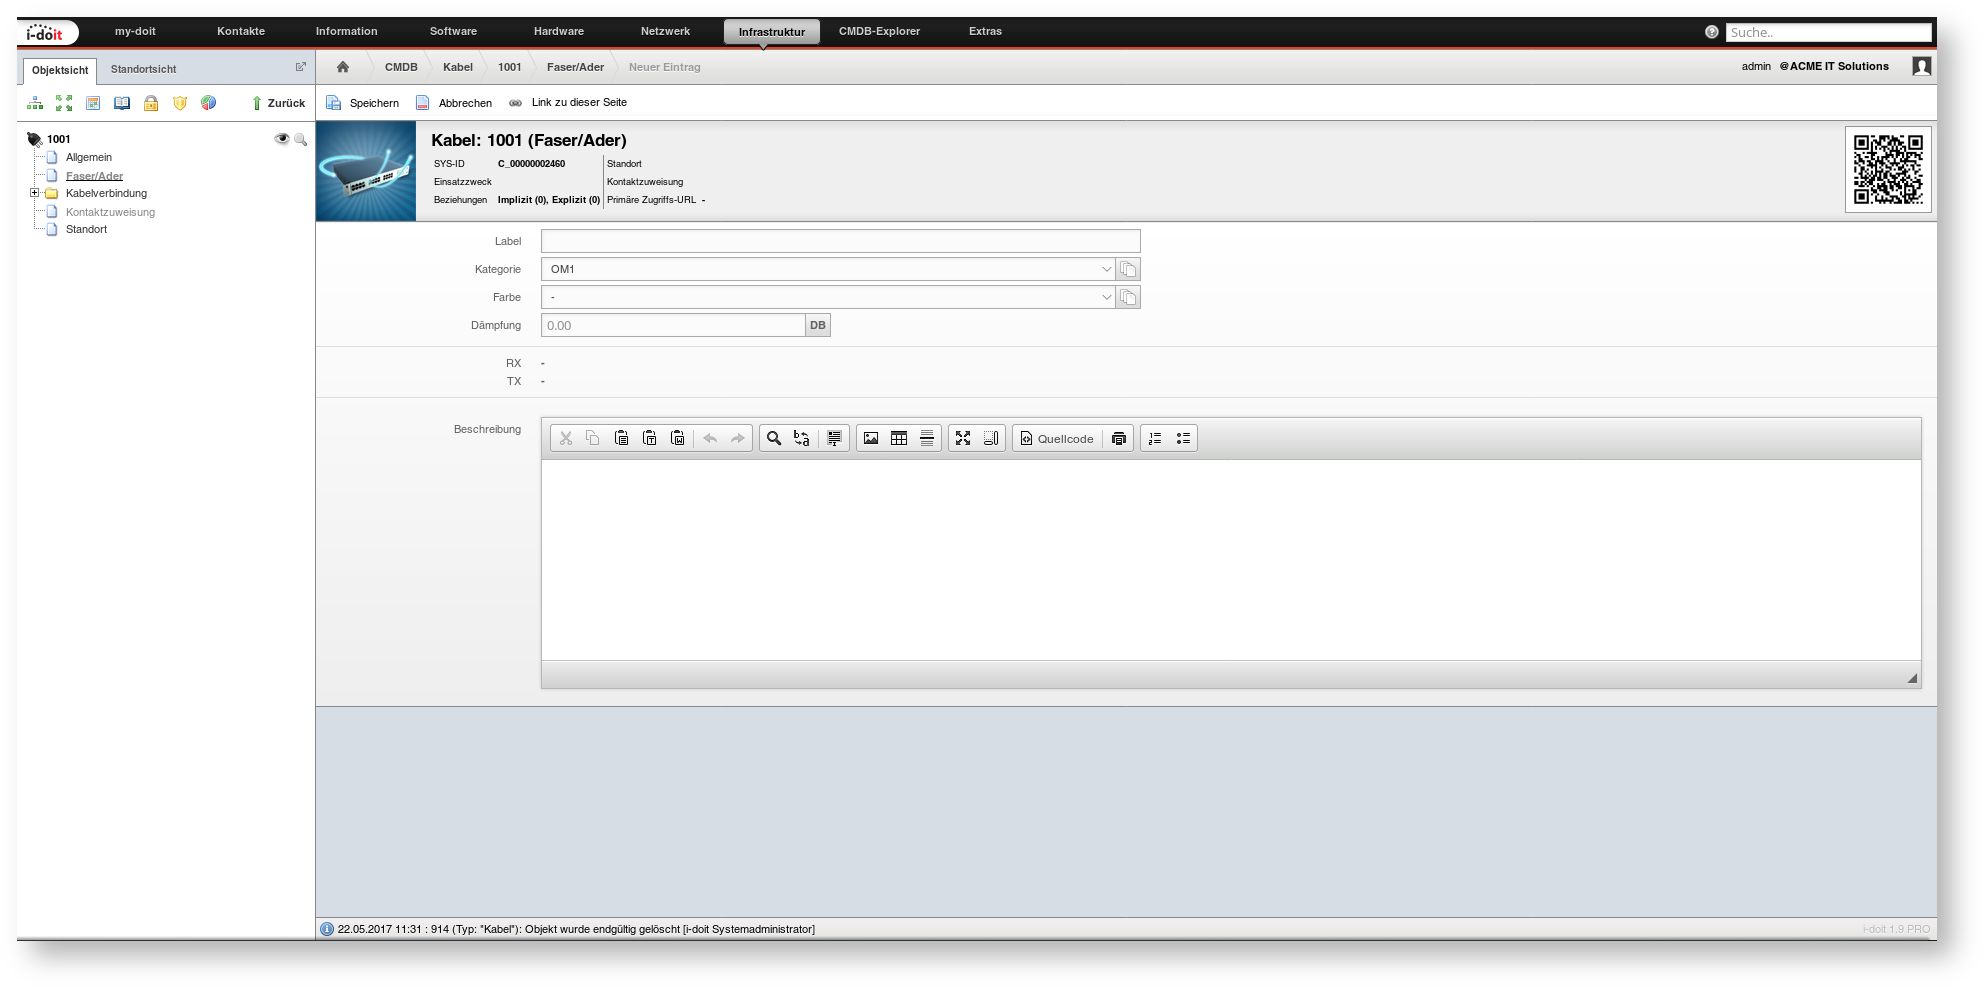 i-doit my-doit Kontakte Information Software Hardware Netzwerk Infrastruktur CMDB-Explorer Extras Suche..
Objektsicht Standortsicht CMDB Kabel 1001 Faser/Ader Neuer Eintrag admin @ACME IT Solutions
Zurück Speichern Abbrechen Link zu dieser Seite
1001
Allgemein
Faser/Ader
Kabelverbindung
Kontaktzuweisung
Standort
Kabel: 1001 (Faser/Ader)
SYS-ID C_00000002460 Standort
Einsatzzweck Kontaktzuweisung
Beziehungen Implizit (0), Explizit (0) Primäre Zugriffs-URL -
Label
Kategorie OM1
Farbe -
Dämpfung 0.00 DB
RX -
TX -
Beschreibung Quellcode
22.05.2017 11:31 : 914 (Typ: "Kabel"): Objekt wurde endgültig gelöscht [i-doit Systemadministrator] i-doit 1.9 PRO